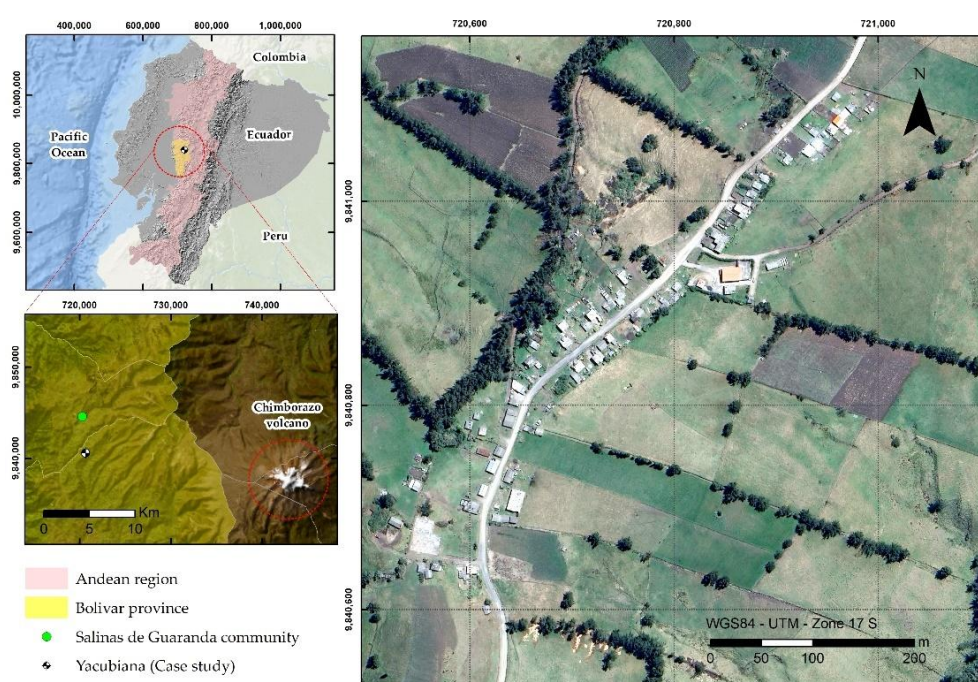 400,000 600,000 800,000 1,000,000
10,000,000
9,800,000
9,600,000
Colombia
Pacific
Ocean
Ecuador
Peru
720,000 730,000 740,000
9,850,000
9,840,000
Chimborazo
volcano
Km
0 5 10
Andean region
Bolivar province
Salinas de Guaranda community
Yacubiana (Case study)
720,600 720,800 721,000
N
9,841,000
9,840,800
9,840,600
WGS84 - UTM - Zone 17 S
m
0 50 100 200